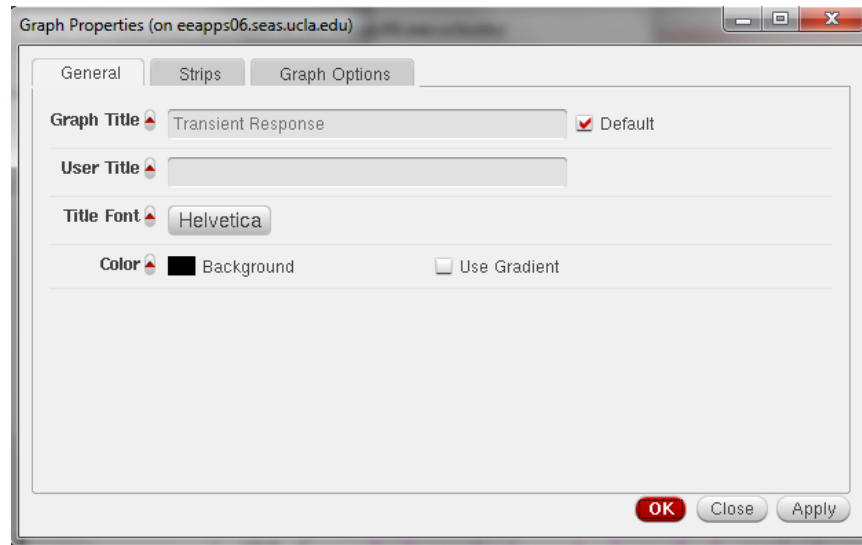 Graph Properties (on eeapps06.seas.ucla.edu)
General Strips Graph Options
Graph Title Transient Response Default
User Title
Title Font Helvetica
Color Background Use Gradient
OK Close Apply